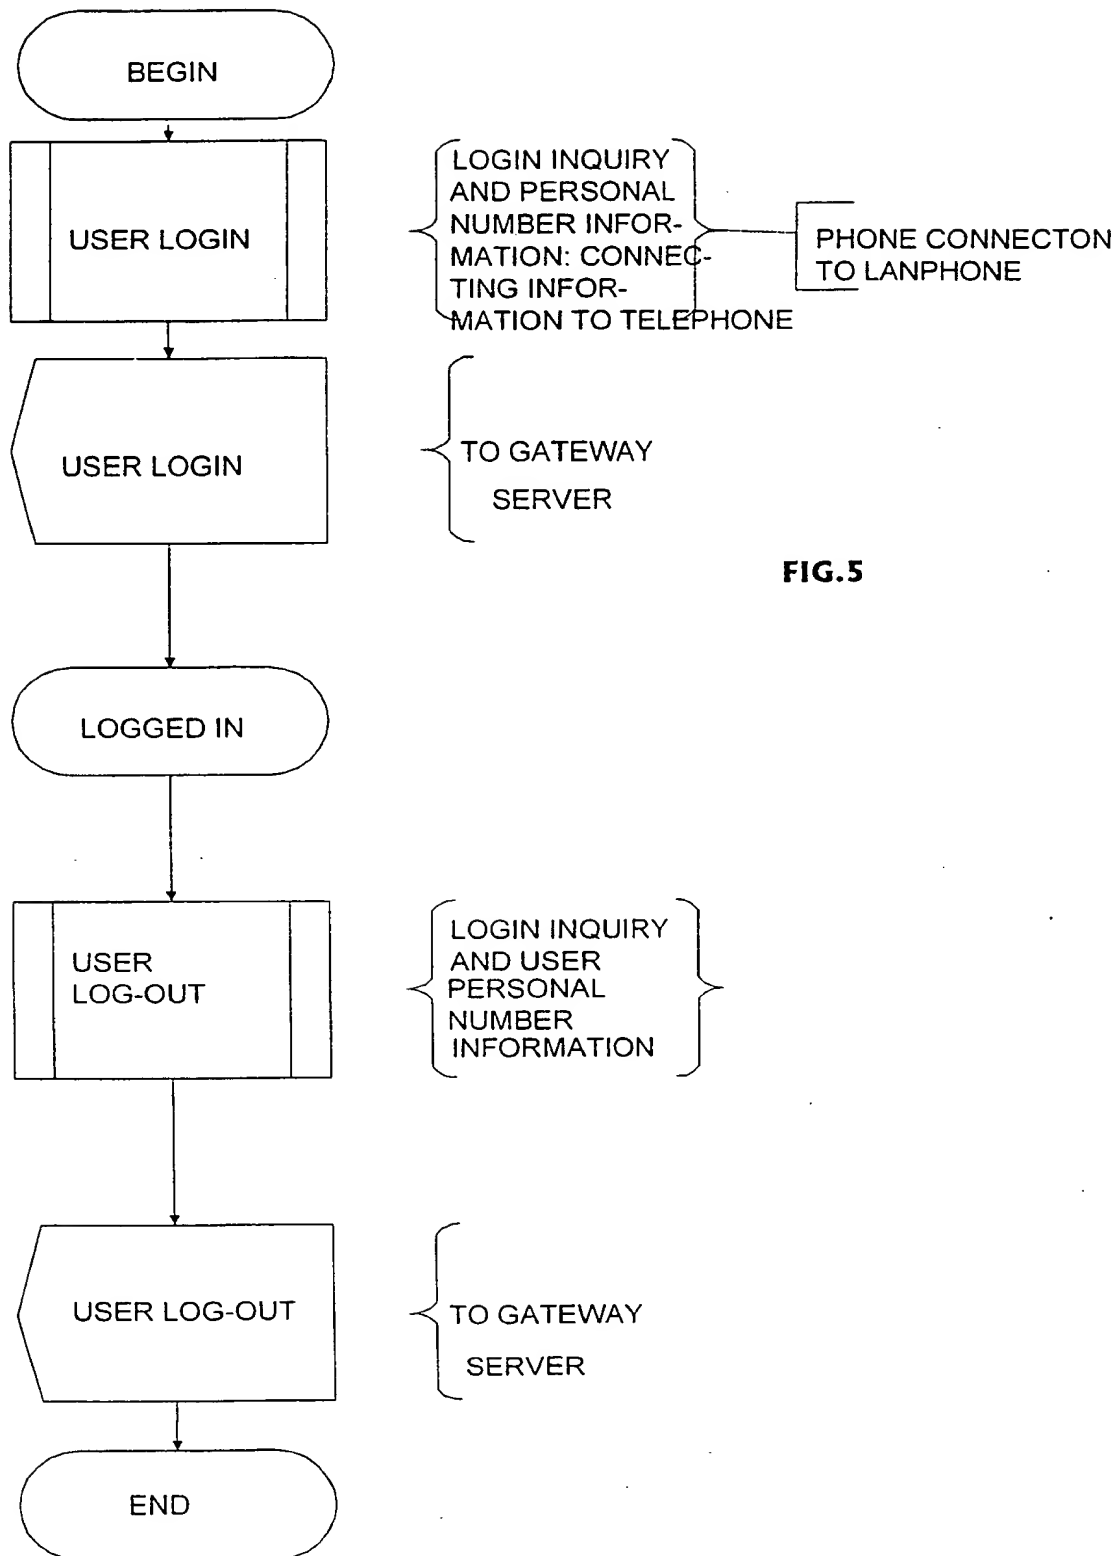 BEGIN
USER LOGIN
LOGIN INQUIRY
AND PERSONAL
NUMBER INFOR-
MATION: CONNEC-
TING INFOR-
MATION TO TELEPHONE
PHONE CONNECTON
TO LANPHONE
USER LOGIN
TO GATEWAY
SERVER
FIG.5
LOGGED IN
USER
LOG-OUT
LOGIN INQUIRY
AND USER
PERSONAL
NUMBER
INFORMATION
USER LOG-OUT
TO GATEWAY
SERVER
END